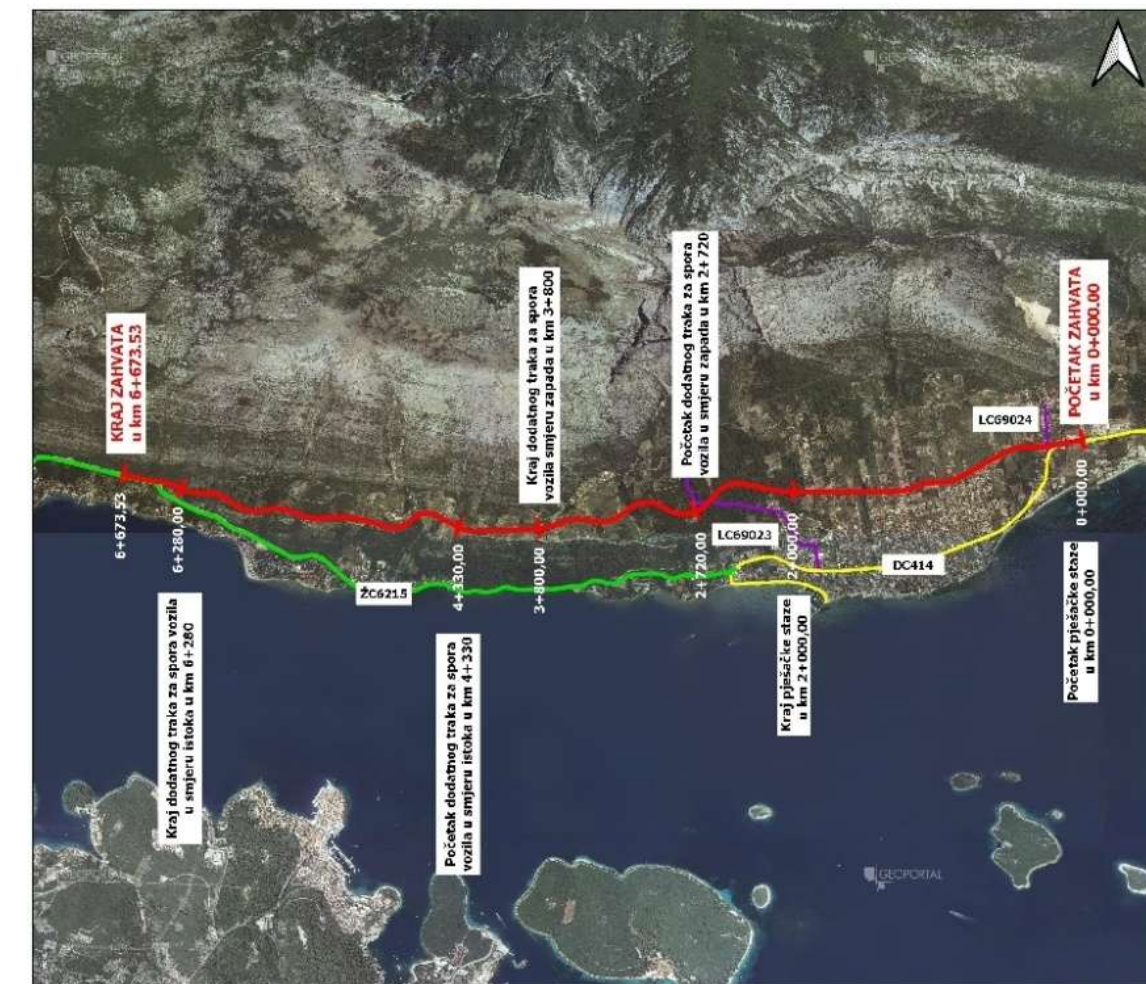 GEOPORTAL
GEOPORTAL
KRAJ ZAHVATA
u km 6+673.53
Kraj dodatnog traka za spora
vozila smjeru zapada u km 3+800
Početak dodatnog traka za spora
vozila u smjeru zapada u km 2+720
LC69024
POČETAK ZAHVATA
u km 0+000.00
6+673.53
6+280,00
4+330,00
3+800,00
2+720,00
2+000,00
0+000,00
LC69023
DC414
ŽC6215
Kraj dodatnog traka za spora vozila
u smjeru istoka u km 6+280
Početak dodatnog traka za spora
vozila u smjeru istoka u km 4+330
Kraj pješačke staze
u km 2+000,00
Početak pješačke staze
u km 0+000,00
GEOPORTAL
GEOPORTAL